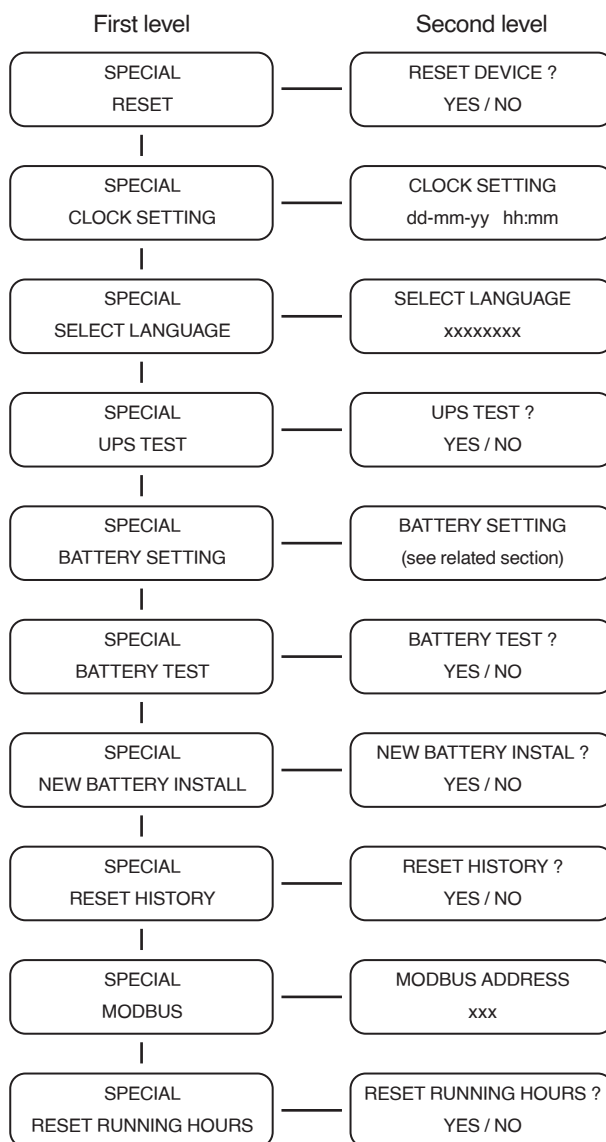 First level Second level
SPECIAL
RESET
RESET DEVICE ?
YES / NO
SPECIAL
CLOCK SETTING
CLOCK SETTING
dd-mm-yy hh:mm
SPECIAL
SELECT LANGUAGE
SELECT LANGUAGE
xxxxxxxx
SPECIAL
UPS TEST
UPS TEST ?
YES / NO
SPECIAL
BATTERY SETTING
BATTERY SETTING
(see related section)
SPECIAL
BATTERY TEST
BATTERY TEST ?
YES / NO
SPECIAL
NEW BATTERY INSTALL
NEW BATTERY INSTAL ?
YES / NO
SPECIAL
RESET HISTORY
RESET HISTORY ?
YES / NO
SPECIAL
MODBUS
MODBUS ADDRESS
xxx
SPECIAL
RESET RUNNING HOURS
RESET RUNNING HOURS ?
YES / NO